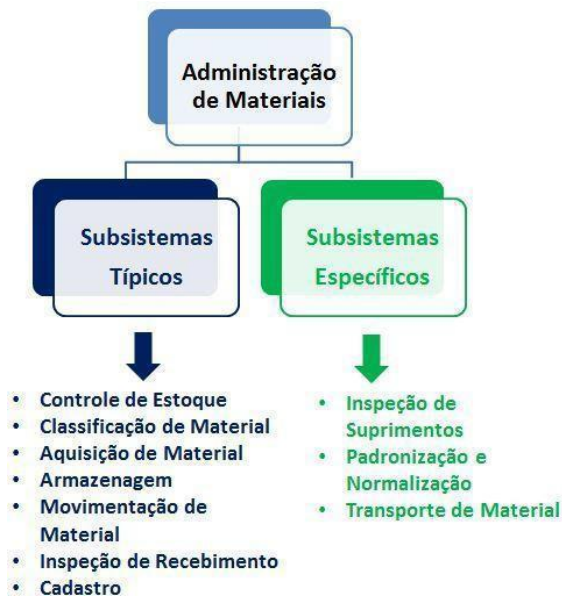 Administração
de Materiais
Subsistemas
Típicos
Subsistemas
Específicos
• Controle de Estoque
• Classificação de Material
• Aquisição de Material
• Armazenagem
• Movimentação de
Material
• Inspeção de Recebimento
• Cadastro
• Inspeção de
Suprimentos
• Padronização e
Normalização
• Transporte de Material